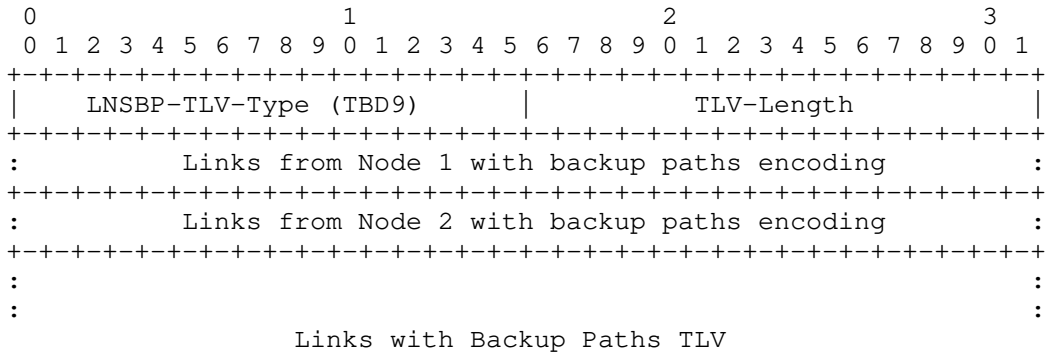 0                   1                   2                   3
 0 1 2 3 4 5 6 7 8 9 0 1 2 3 4 5 6 7 8 9 0 1 2 3 4 5 6 7 8 9 0 1
+-+-+-+-+-+-+-+-+-+-+-+-+-+-+-+-+-+-+-+-+-+-+-+-+-+-+-+-+-+-+-+-+
|    LNSBP-TLV-Type (TBD9)      |          TLV-Length           |
+-+-+-+-+-+-+-+-+-+-+-+-+-+-+-+-+-+-+-+-+-+-+-+-+-+-+-+-+-+-+-+-+
:          Links from Node 1 with backup paths encoding         :
+-+-+-+-+-+-+-+-+-+-+-+-+-+-+-+-+-+-+-+-+-+-+-+-+-+-+-+-+-+-+-+-+
:          Links from Node 2 with backup paths encoding         :
+-+-+-+-+-+-+-+-+-+-+-+-+-+-+-+-+-+-+-+-+-+-+-+-+-+-+-+-+-+-+-+-+
:                                                               :
:                                                               :
                 Links with Backup Paths TLV